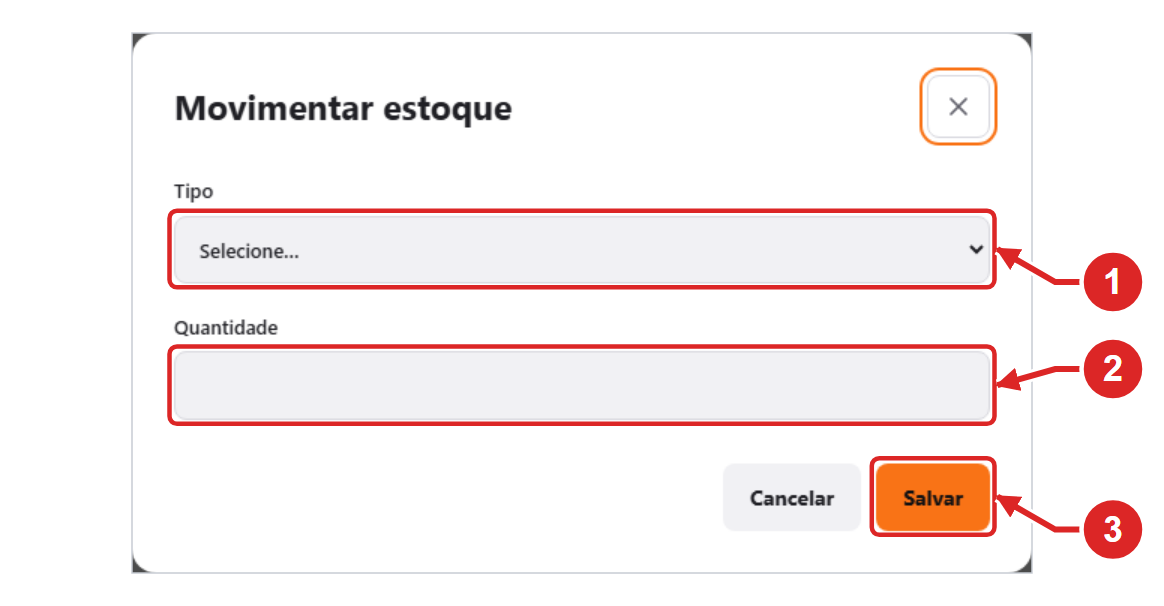 Movimentar estoque
Tipo
Selecione...
1
Quantidade
2
Cancelar
Salvar
3